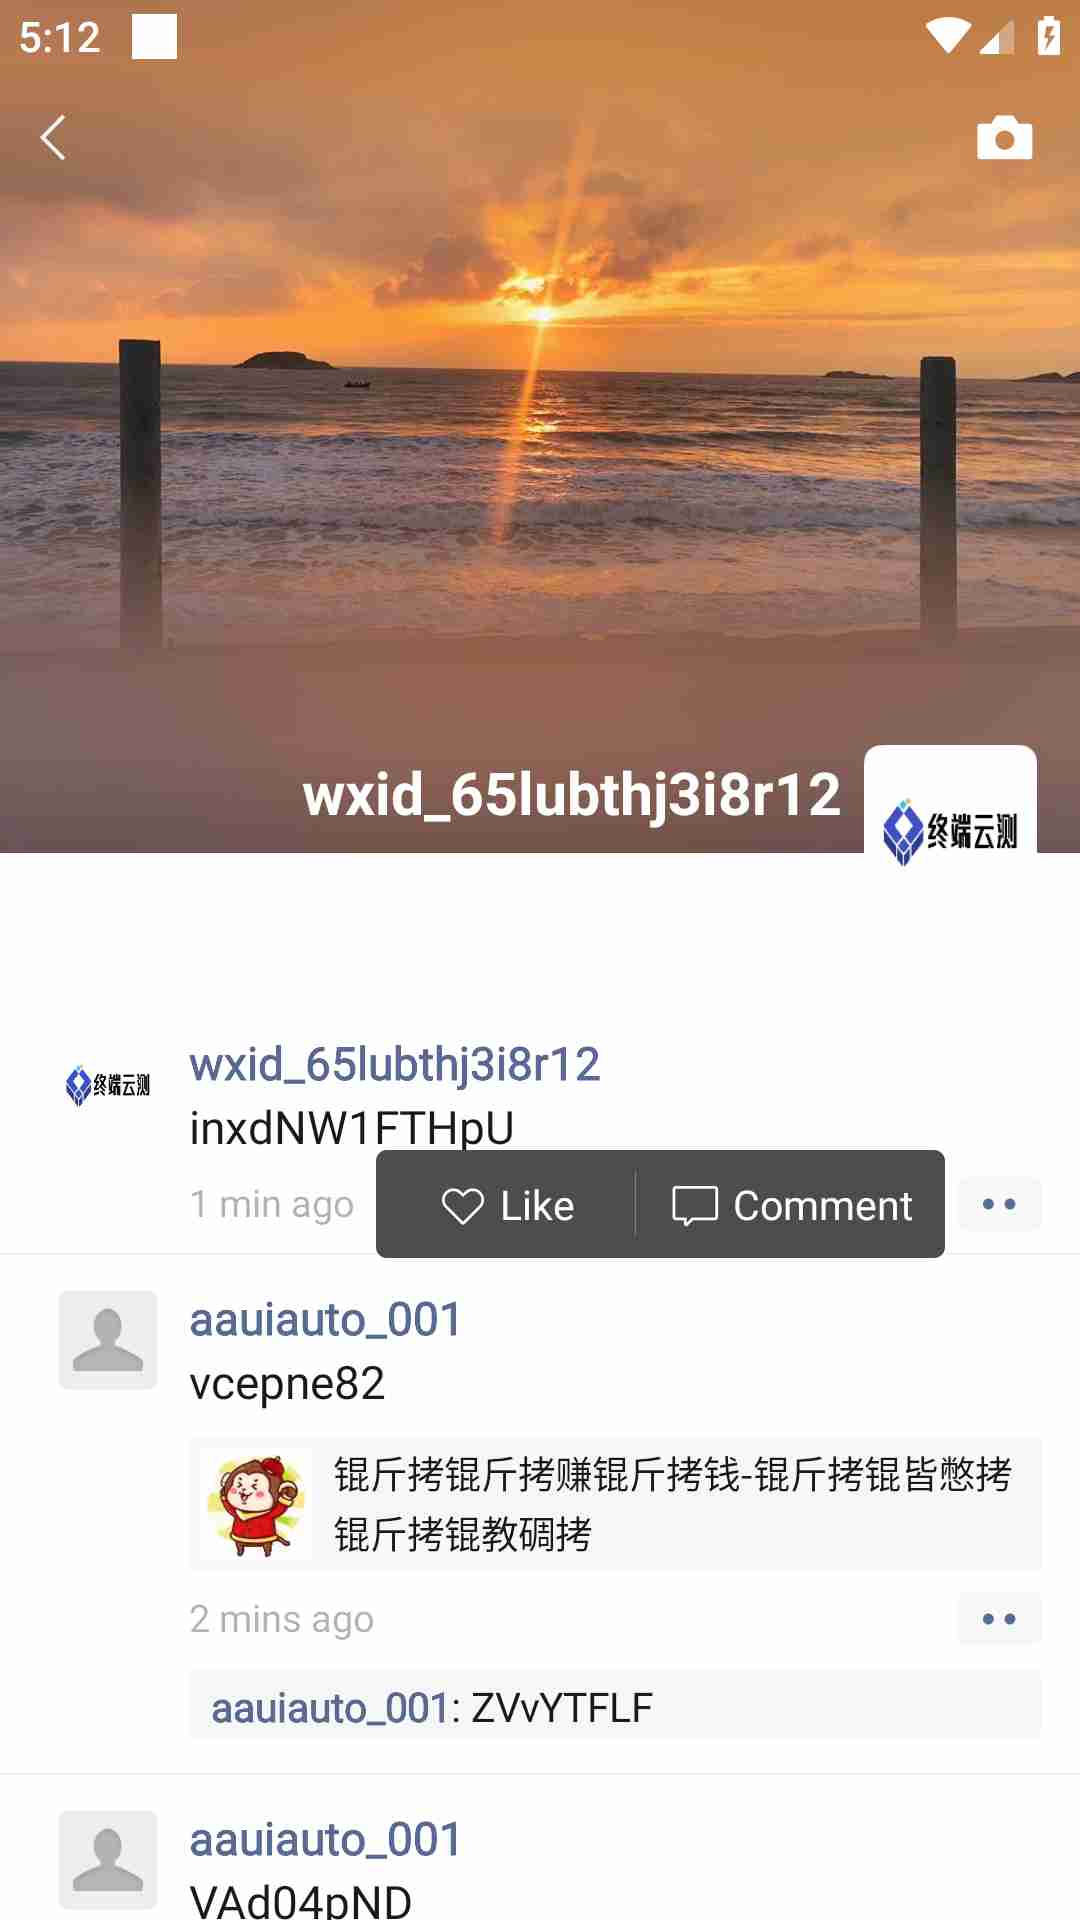 5:12
wxid_65lubthj3i8r12
终端云测
wxid_65lubthj3i8r12
终端云测
inxdNW1FTHpU
1 min ago
Like
Comment
aauiauto_001
vcepne82
锟斤拷锟斤拷赚锟斤拷钱-锟斤拷锟皆憋拷
锟斤拷锟教碉拷
2 mins ago
aauiauto_001: ZVvYTFLF
aauiauto_001
VAd04pND